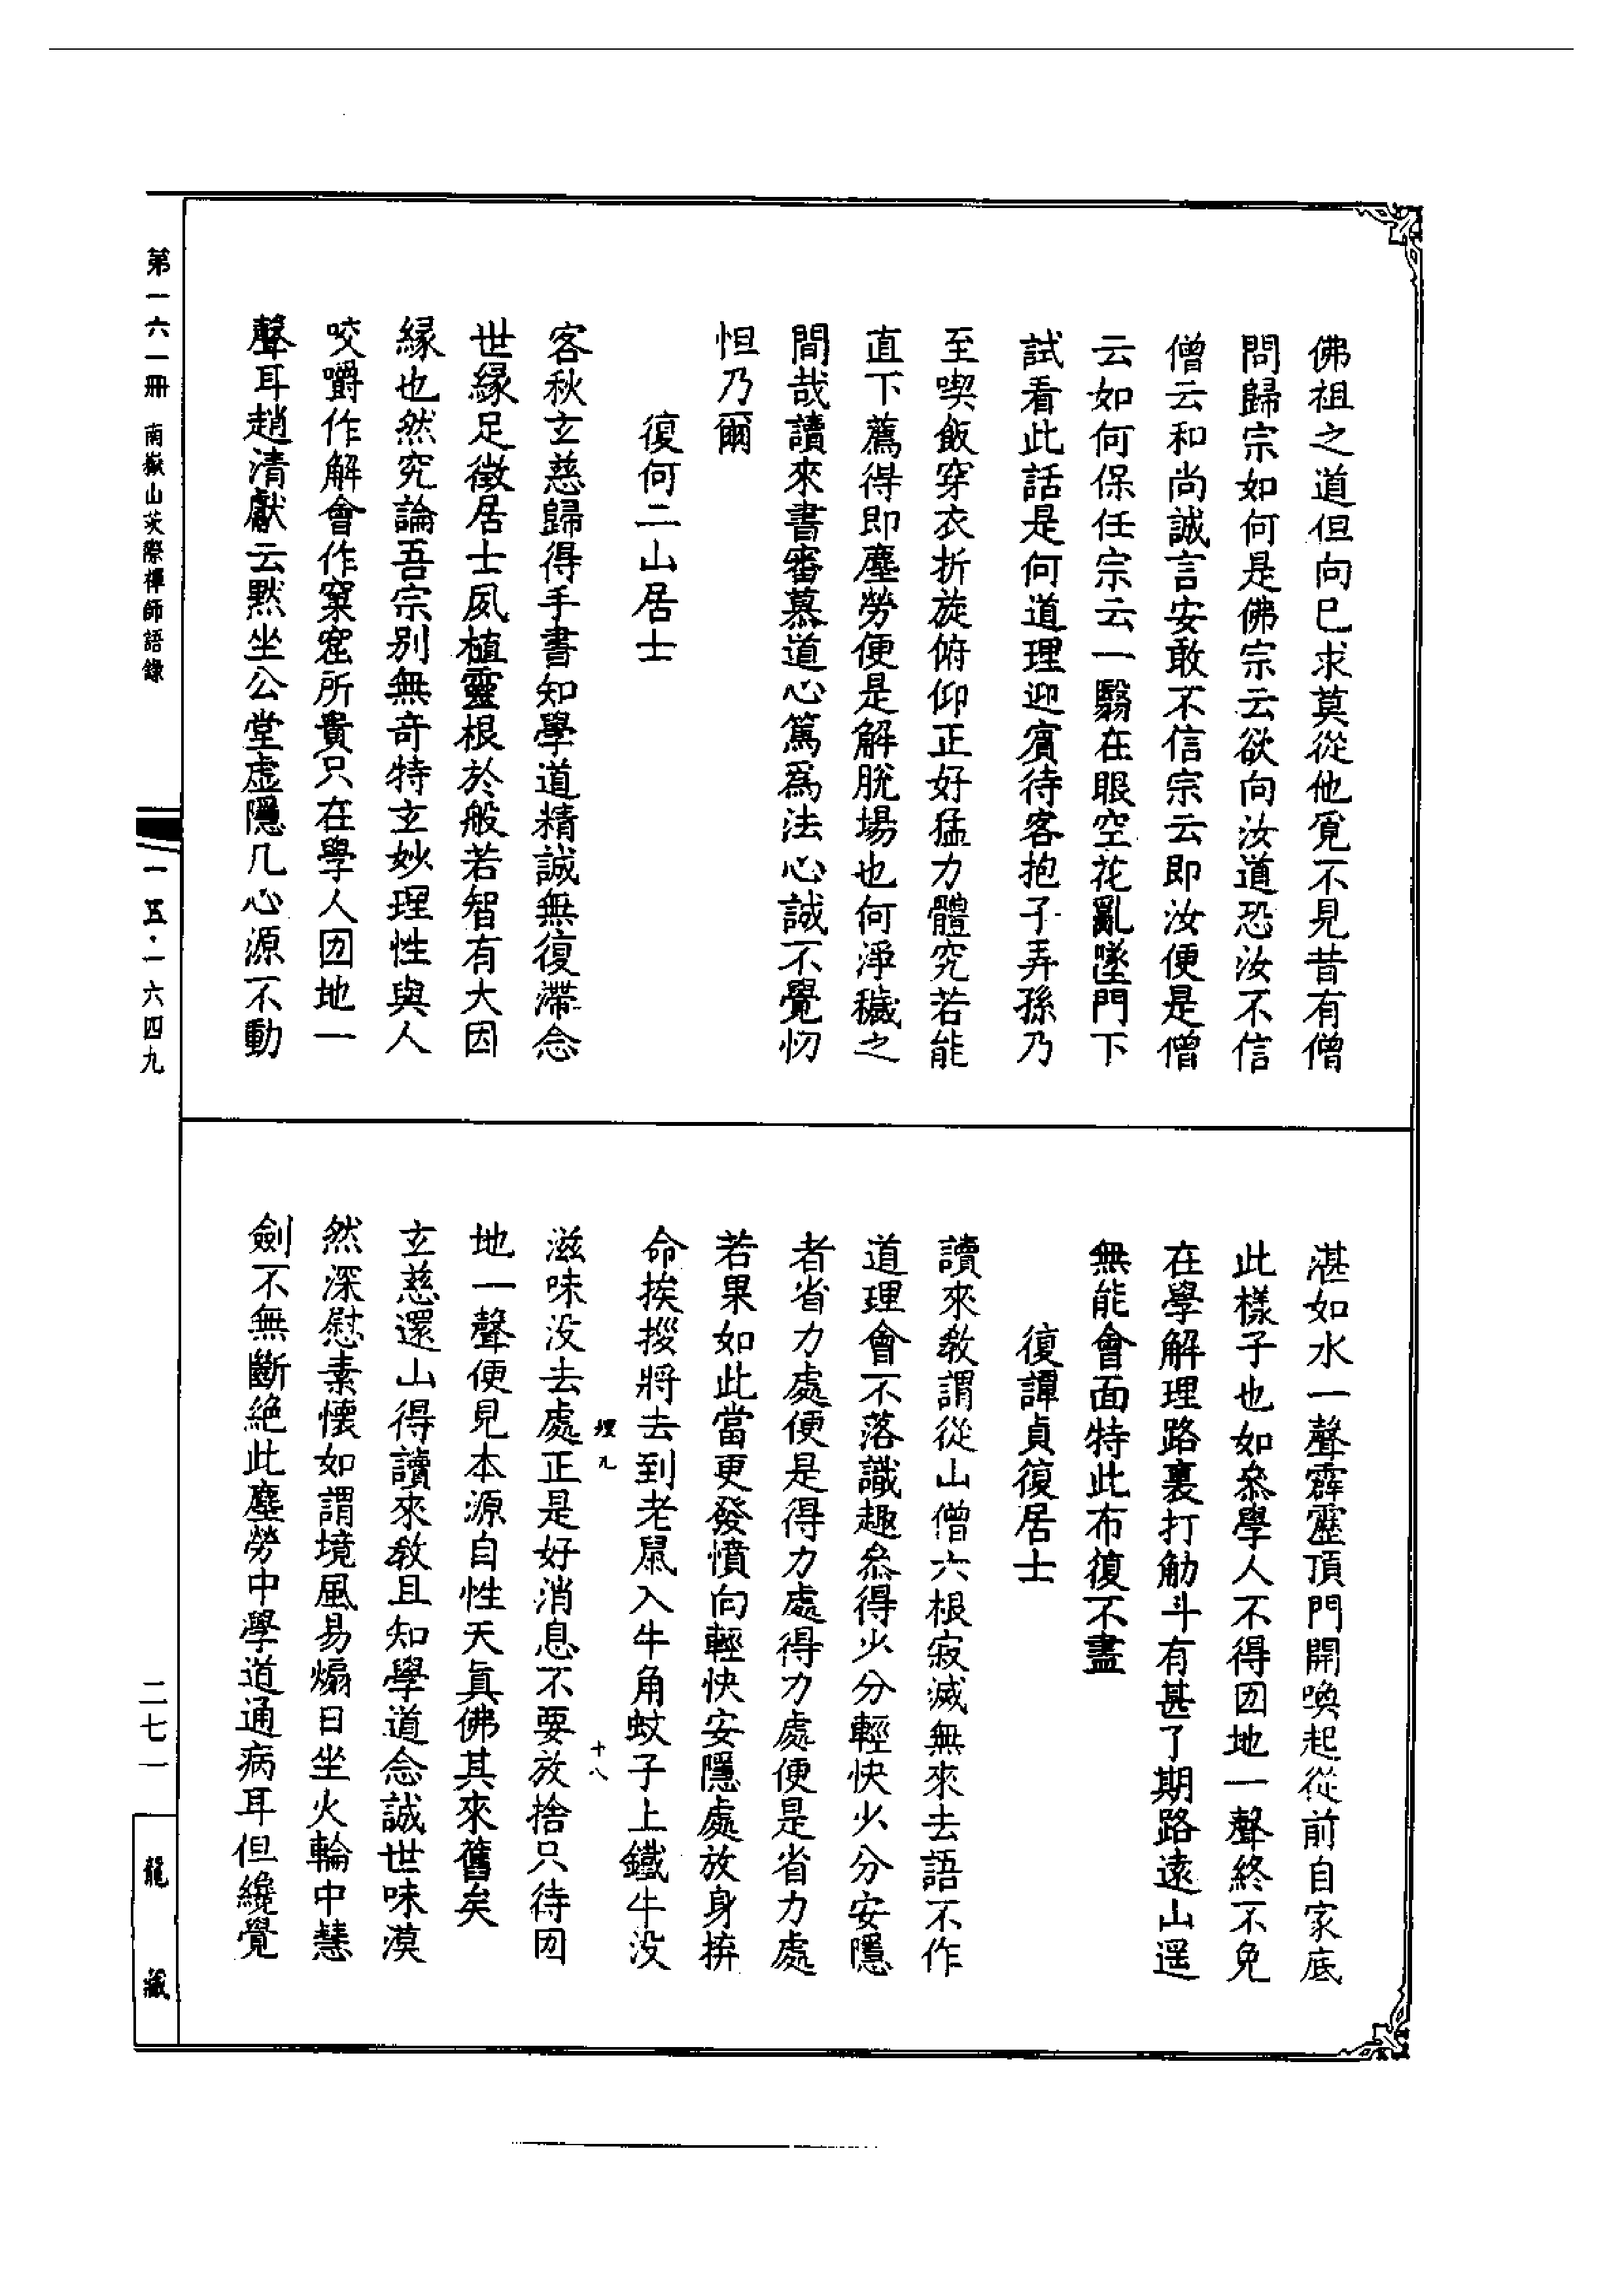 佛祖之道但向己求莫從他覓不見昔有僧
問歸宗如何是佛宗云欲向汝道恐汝不信
僧云和尚誠言安敢不信宗云即汝便是僧
云如何保任宗云一翳在眼空花亂墜門下
試看此話是何道理迎賓待客抱子弄孫乃
至喫飯穿衣折旋俯仰正好猛力體究若能
直下薦得即塵勞便是解脫場也何淨穢之
間哉讀來書審慕道心篤為法心誠不覺忉
怛乃爾
復何二山居士
客秋玄慈歸得手書知學道精誠無復滯念
世緣足徵居士夙植靈根於般若智有大因
緣也然究論吾宗別無奇特玄妙理性與人
咬嚼作解會作窠窟所貴只在學人㘞地一
聲耳趙清獻云默坐公堂虛隱几心源不動
湛如水一聲霹靂頂門開喚起從前自家底
此樣子也如叅學人不得㘞地一聲終不免
在學解理路裏打觔斗有甚了期路遠山遥
無能會面特此布復不盡
復譚貞復居士
讀來教謂從山僧六根寂滅無來去語不作
道理會不落識趣叅得少分輕快少分安隱
者省力處便是得力處得力處便是省力處
若果如此當更發憤向輕快安隱處放身捹
命挨拶將去到老鼠入牛角蚊子上鐵牛没
滋味没去處正是好消息不要放捨只待㘞
地一聲便見本源自性天真佛其來舊矣
玄慈還山得讀來教且知學道念誠世味漠
然深慰素懷如謂境風易煽日坐火輪中慧
劍不無斷絕此塵勞中學道通病耳但纔覺
十八
第一六一冊 南嶽山茨際禪師語錄
一五·一六四九
二七一
龍藏